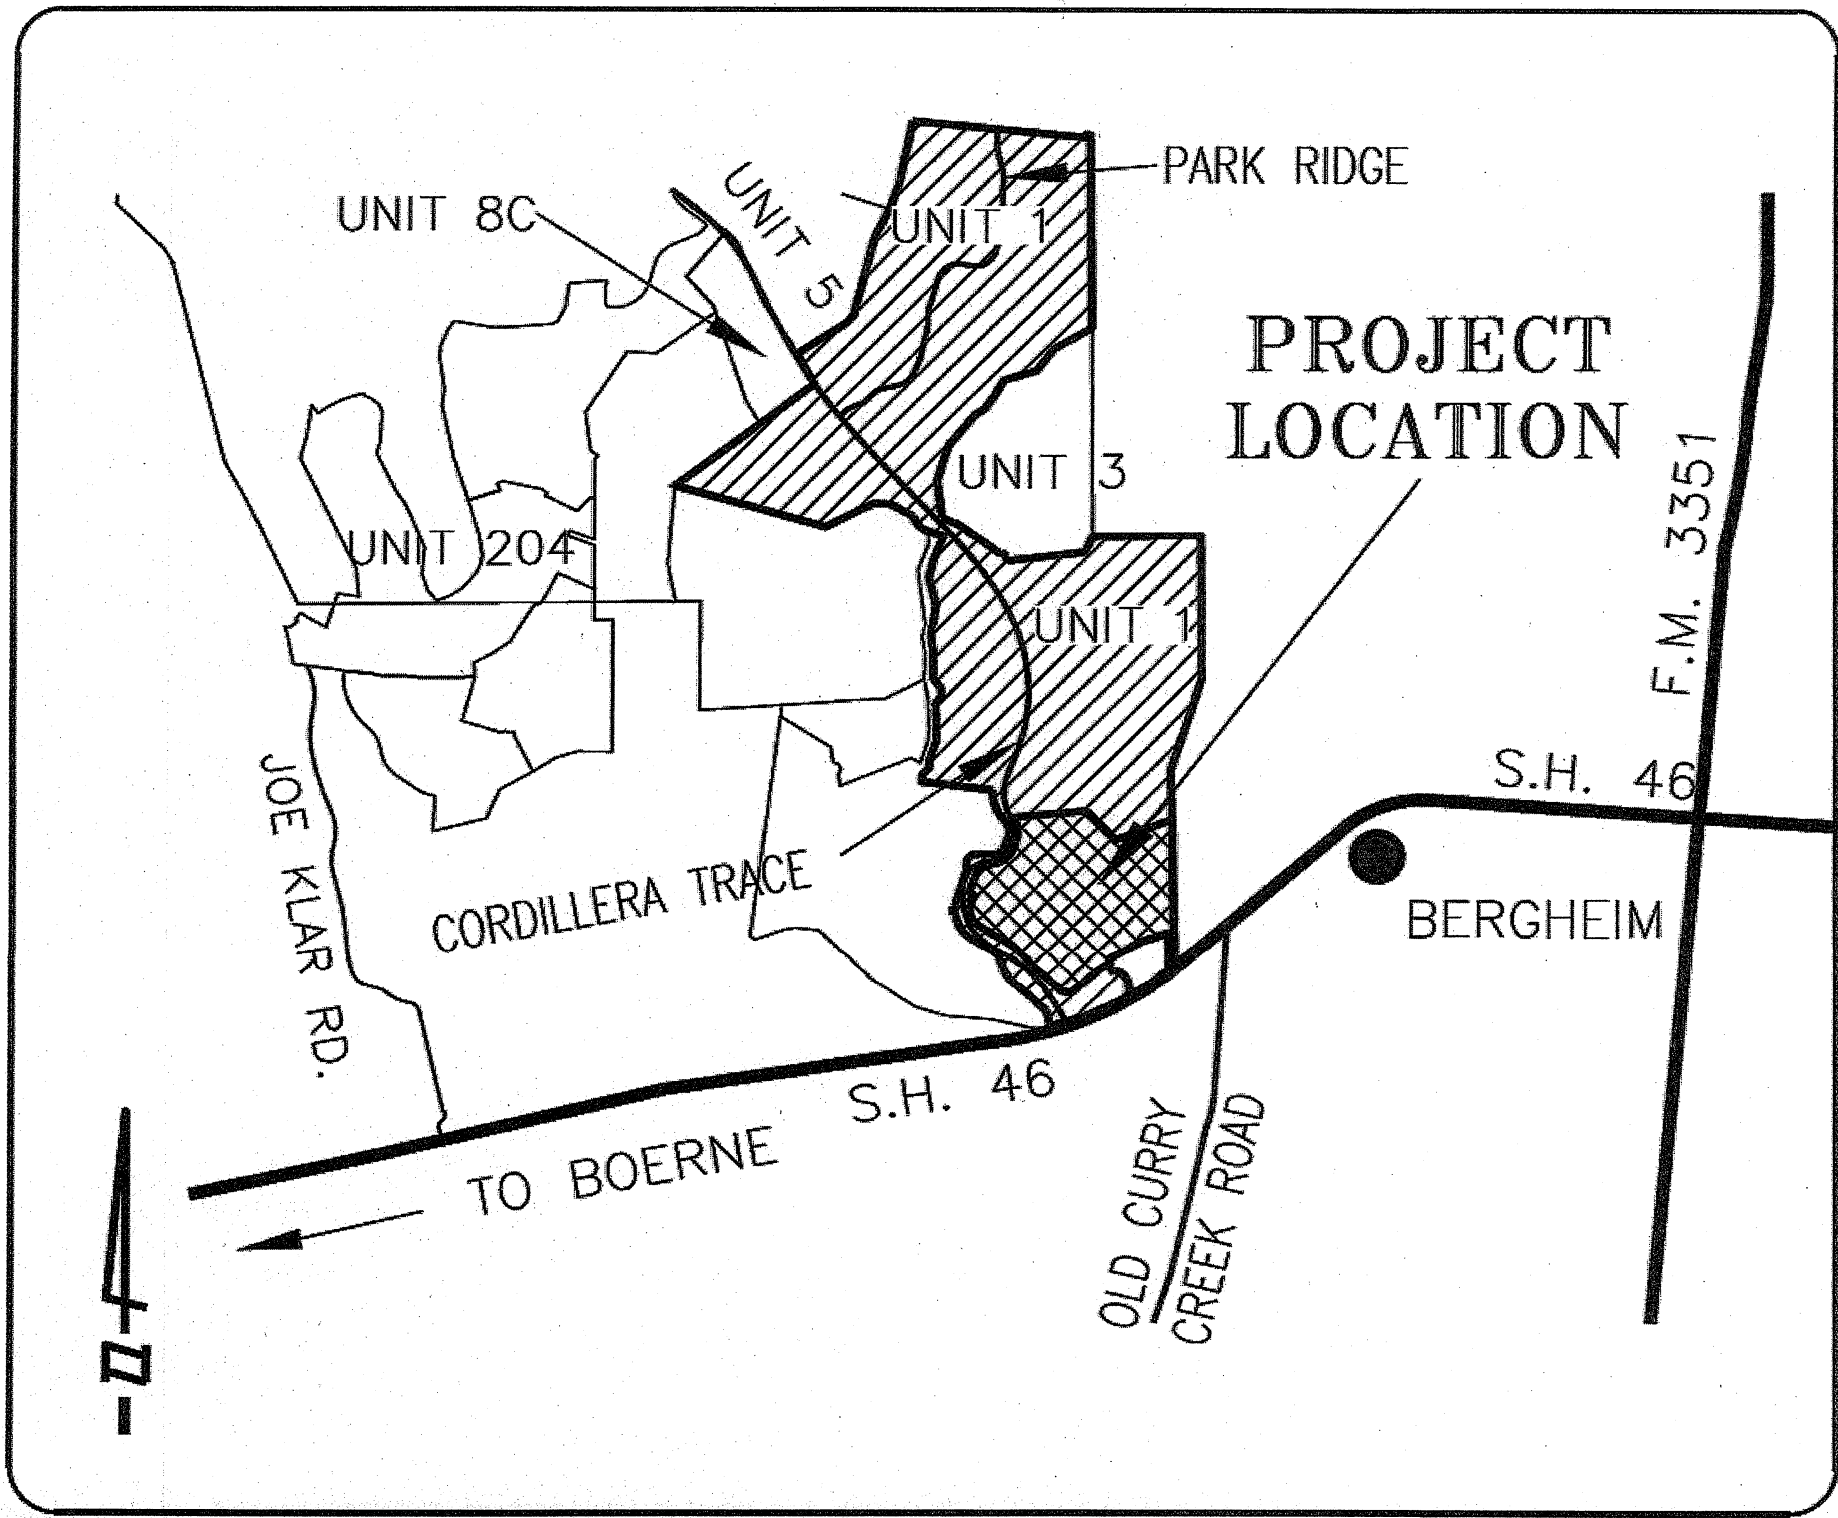 PARK RIDGE
UNIT 5
UNIT 8C
UNIT 1
PROJECT
LOCATION
UNIT 3
F.M. 3351
UNIT 204
UNIT 1
S.H. 46
JOE KLAR RD.
CORDILLERA TRACE
BERGHEIM
S.H. 46
TO BOERNE
OLD CURRY
CREEK ROAD